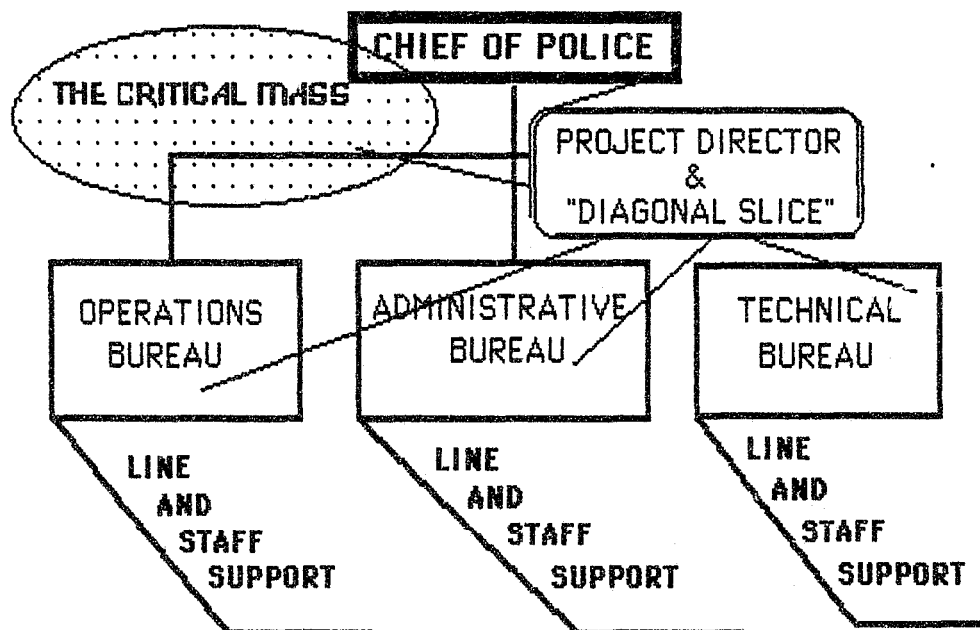 CHIEF OF POLICE
THE CRITICAL MASS
PROJECT DIRECTOR
&
"DIAGONAL SLICE"
OPERATIONS
BUREAU
ADMINISTRATIVE
BUREAU
TECHNICAL
BUREAU
LINE
AND
STAFF
SUPPORT
LINE
AND
STAFF
SUPPORT
LINE
AND
STAFF
SUPPORT